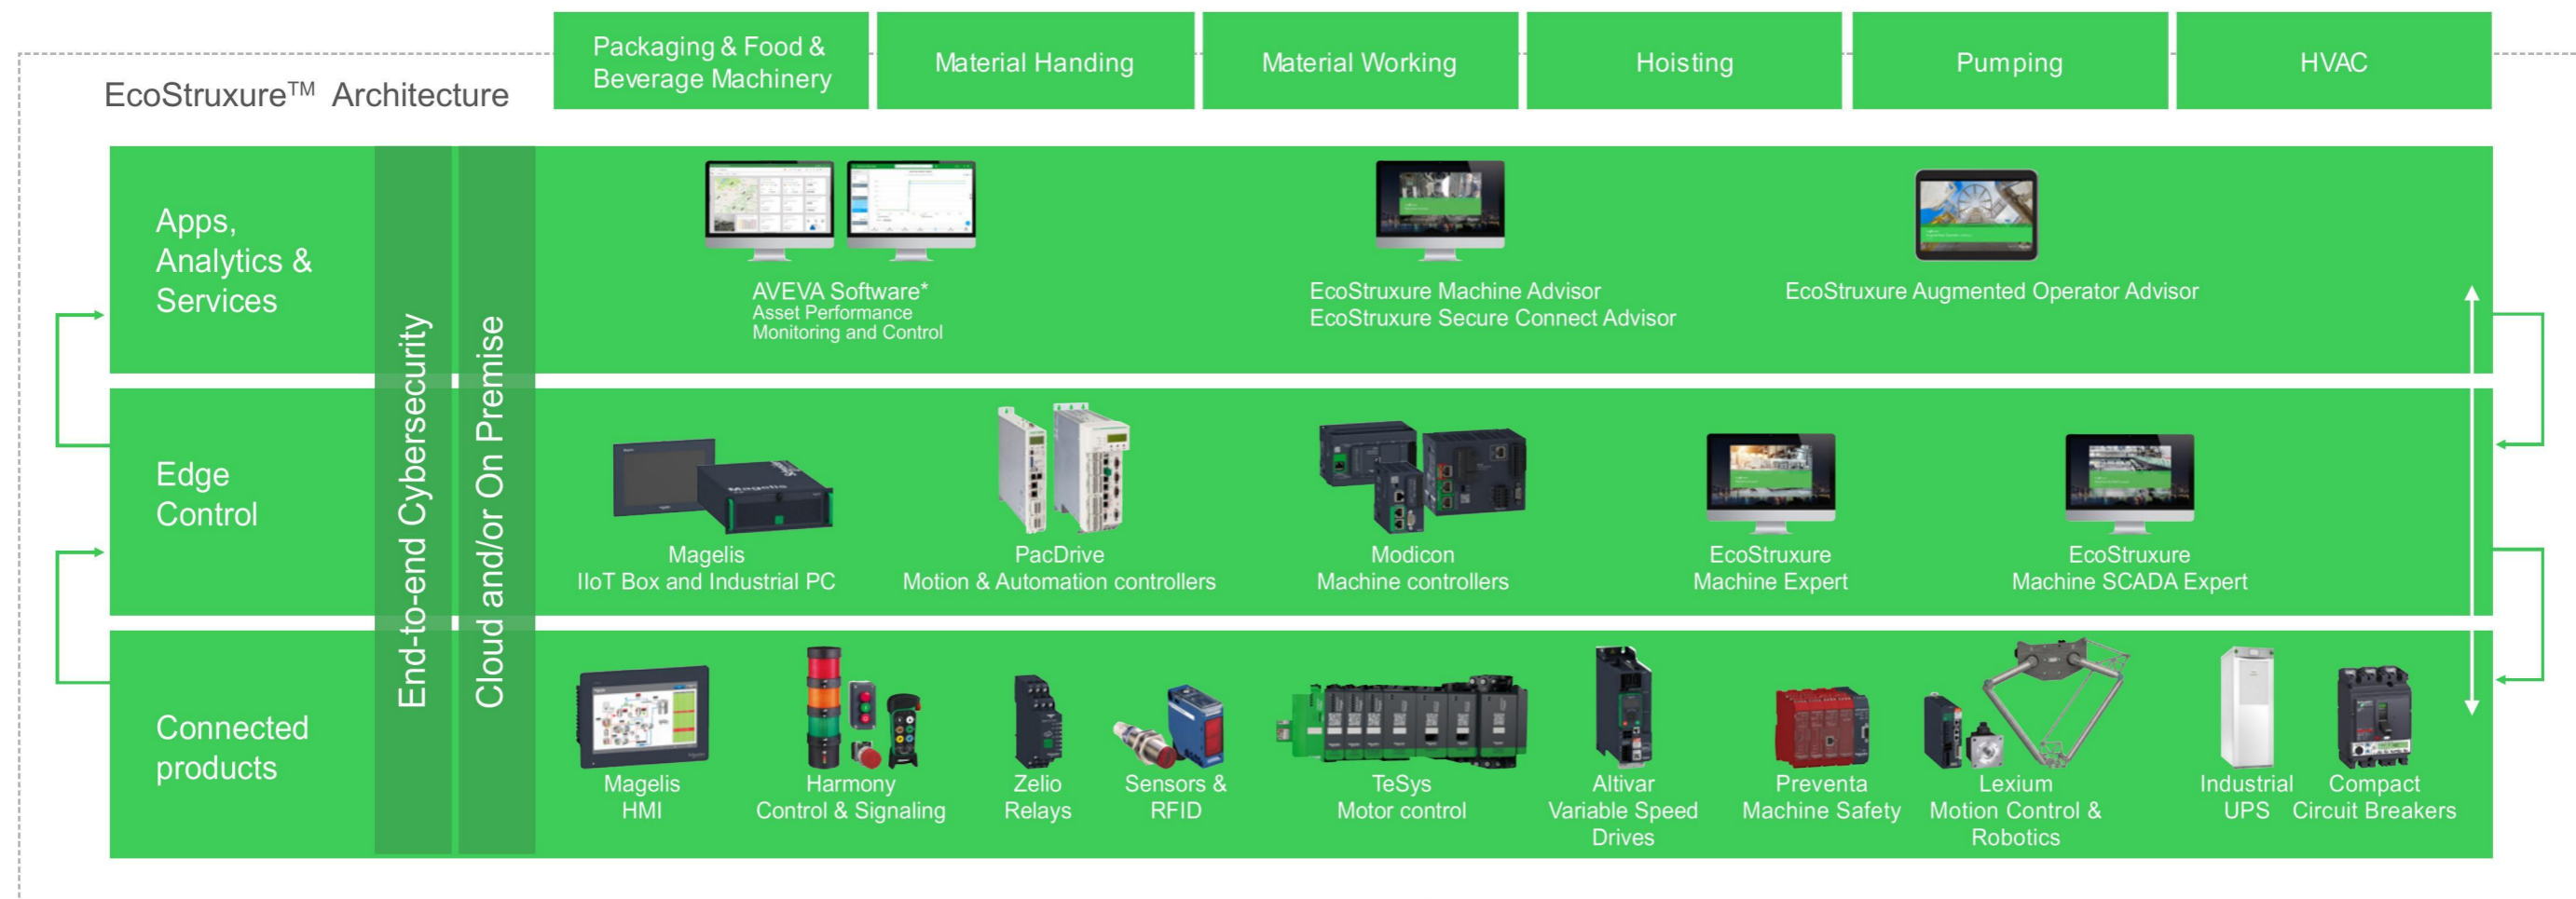 Packaging & Food &
Beverage Machinery
Material Handing
Material Working
Hoisting
Pumping
HVAC
EcoStruxure™ Architecture
Apps,
Analytics &
Services
End-to-end Cybersecurity
Cloud and/or On Premise
AVEVA Software*
Asset Performance
Monitoring and Control
EcoStruxure Machine Advisor
EcoStruxure Secure Connect Advisor
EcoStruxure Augmented Operator Advisor
Edge
Control
Magelis
Magelis
IIoT Box and Industrial PC
PacDrive
Motion & Automation controllers
Modicon
Machine controllers
EcoStruxure
Machine Expert
EcoStruxure
Machine SCADA Expert
Connected
products
Magelis
HMI
Harmony
Control & Signaling
Zelio
Relays
Sensors &
RFID
TeSys
Motor control
Altivar
Variable Speed
Drives
Preventa
Machine Safety
Lexium
Motion Control &
Robotics
Industrial
UPS
Compact
Circuit Breakers